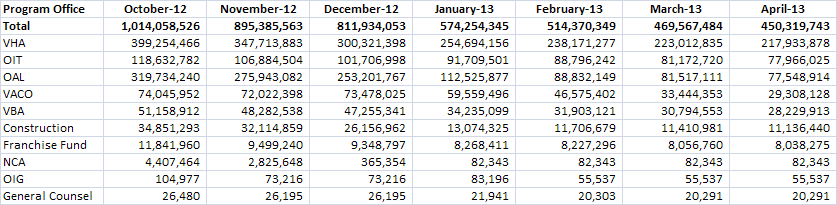 Program Office October-12 November-12 December-12 January-13 February-13 March-13 April-13
Total 1,014,058,526 895,385,563 811,934,053 574,254,345 514,370,349 469,567,484 450,319,743
VHA 399,254,466 347,713,883 300,321,398 254,694,156 238,171,277 223,012,835 217,933,878
OIT 118,632,782 106,884,504 101,706,998 91,709,501 88,796,242 81,172,720 77,966,025
OAL 319,734,240 275,943,082 253,201,767 112,525,877 88,832,149 81,517,111 77,548,914
VACO 74,045,952 72,022,398 73,478,025 59,559,496 46,575,402 33,444,353 29,308,128
VBA 51,158,912 48,282,538 47,255,341 34,235,099 31,903,121 30,794,553 28,229,913
Construction 34,851,293 32,114,859 26,156,962 13,074,325 11,706,679 11,410,981 11,136,440
Franchise Fund 11,841,960 9,499,240 9,348,797 8,268,411 8,227,296 8,056,760 8,038,275
NCA 4,407,464 2,825,648 365,354 82,343 82,343 82,343 82,343
OIG 104,977 73,216 73,216 83,196 55,537 55,537 55,537
General Counsel 26,480 26,195 26,195 21,941 20,303 20,291 20,291